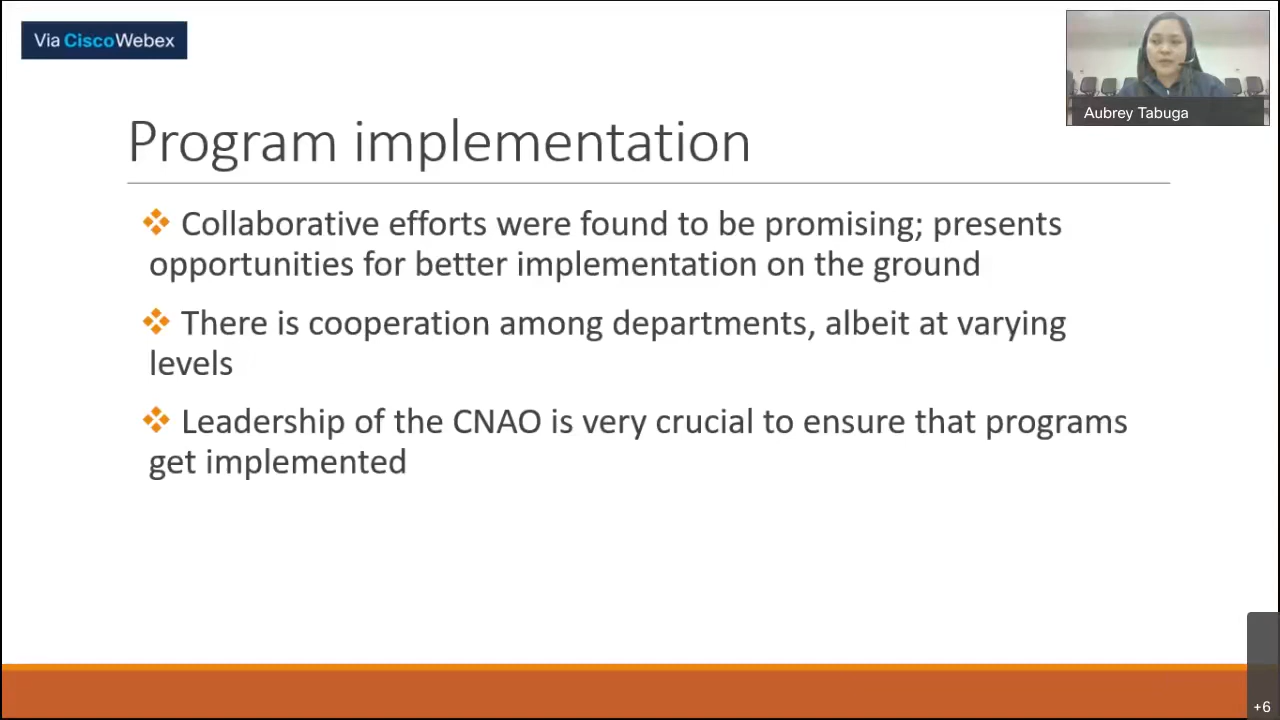 Via CiscoWebex
Aubrey Tabuga
Program implementation
Collaborative efforts were found to be promising; presents
opportunities for better implementation on the ground
There is cooperation among departments, albeit at varying
levels
Leadership of the CNAO is very crucial to ensure that programs
get implemented
+6